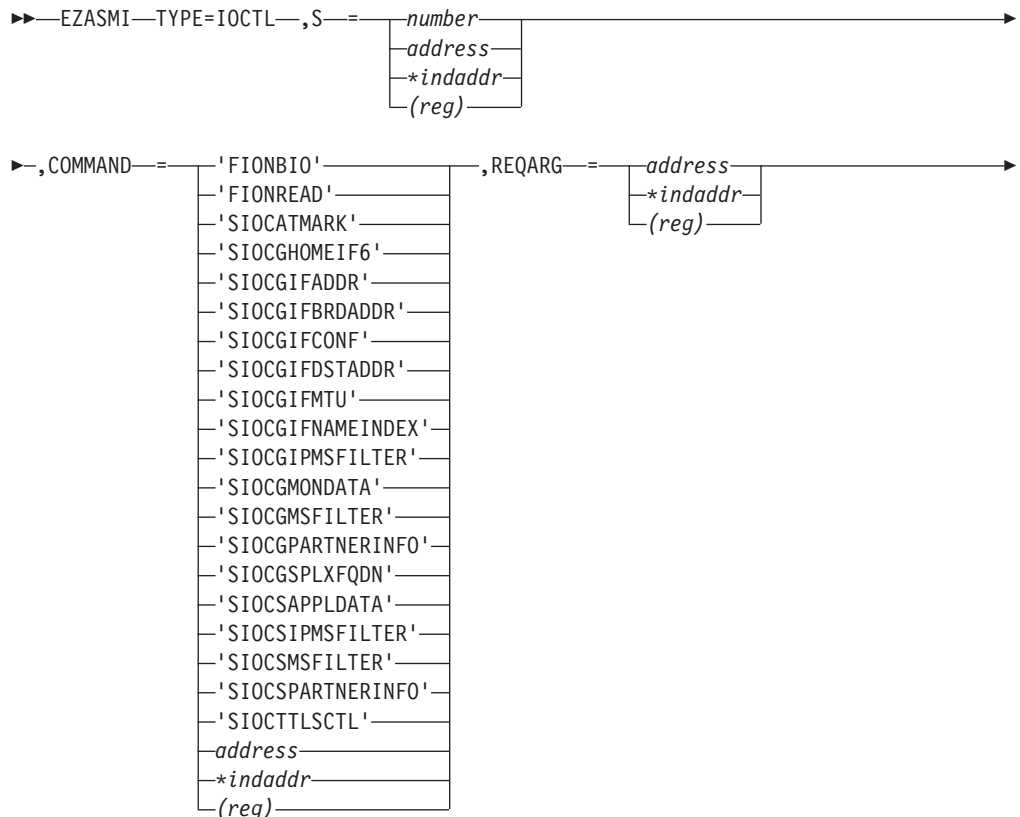 EZASMI TYPE=IOCTL ,S = number
address
*indaddr
(reg)
,COMMAND = 'FIONBIO' ,REQARG = address
'FIONREAD' *indaddr
'SIOCATMARK' (reg)
'SIOCGHOMEIF6'
'SIOCGIFADDR'
'SIOCGIFBRDADDR'
'SIOCGIFCONF'
'SIOCGIFDSTADDR'
'SIOCGIFMTU'
'SIOCGIFNAMEINDEX'
'SIOCGIPMSFILTER'
'SIOCGMONDATA'
'SIOCGMSFILTER'
'SIOCGPARTNERINFO'
'SIOCGSPLXFQDN'
'SIOCSAPPLDATA'
'SIOCSIPMSFILTER'
'SIOCSMSFILTER'
'SIOCSPARTNERINFO'
'SIOCTTLSCTL'
address
*indaddr
(reg)